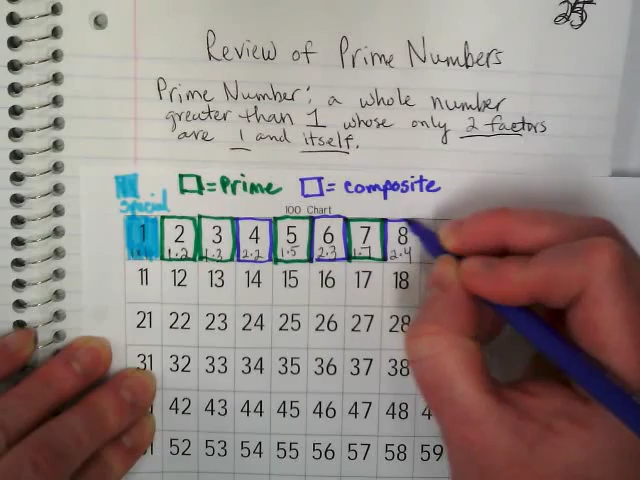 25
Review of Prime Numbers
Prime Number: a whole number
greater than 1 whose only 2 factors
are 1 and itself.
=Prime =composite
Special
100 Chart
1 2 3 4 5 6 7 8
1·2 1·3 2·2 1·5 2·3 1·7 2·4
11 12 13 14 15 16 17 18
21 22 23 24 25 26 27 28
31 32 33 34 35 36 37 38
42 43 44 45 46 47 48
52 53 54 55 56 57 58 59